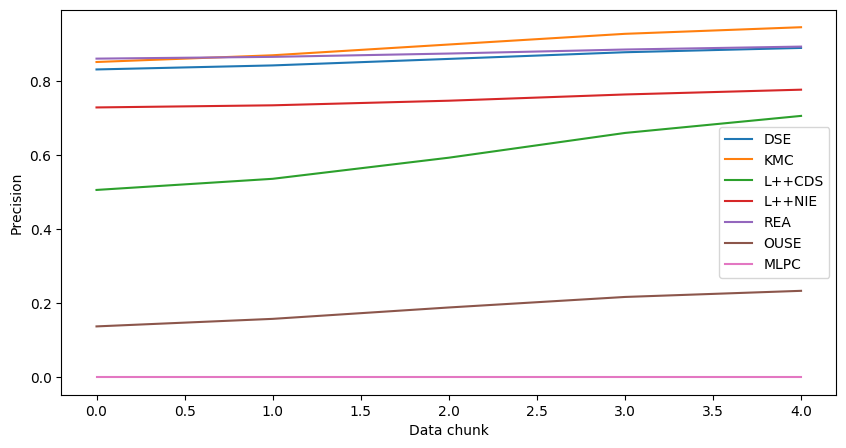 Precision
0.8
0.6
0.4
0.2
0.0
0.0 0.5 1.0 1.5 2.0 2.5 3.0 3.5 4.0
Data chunk
DSE
KMC
L++CDS
L++NIE
REA
OUSE
MLPC